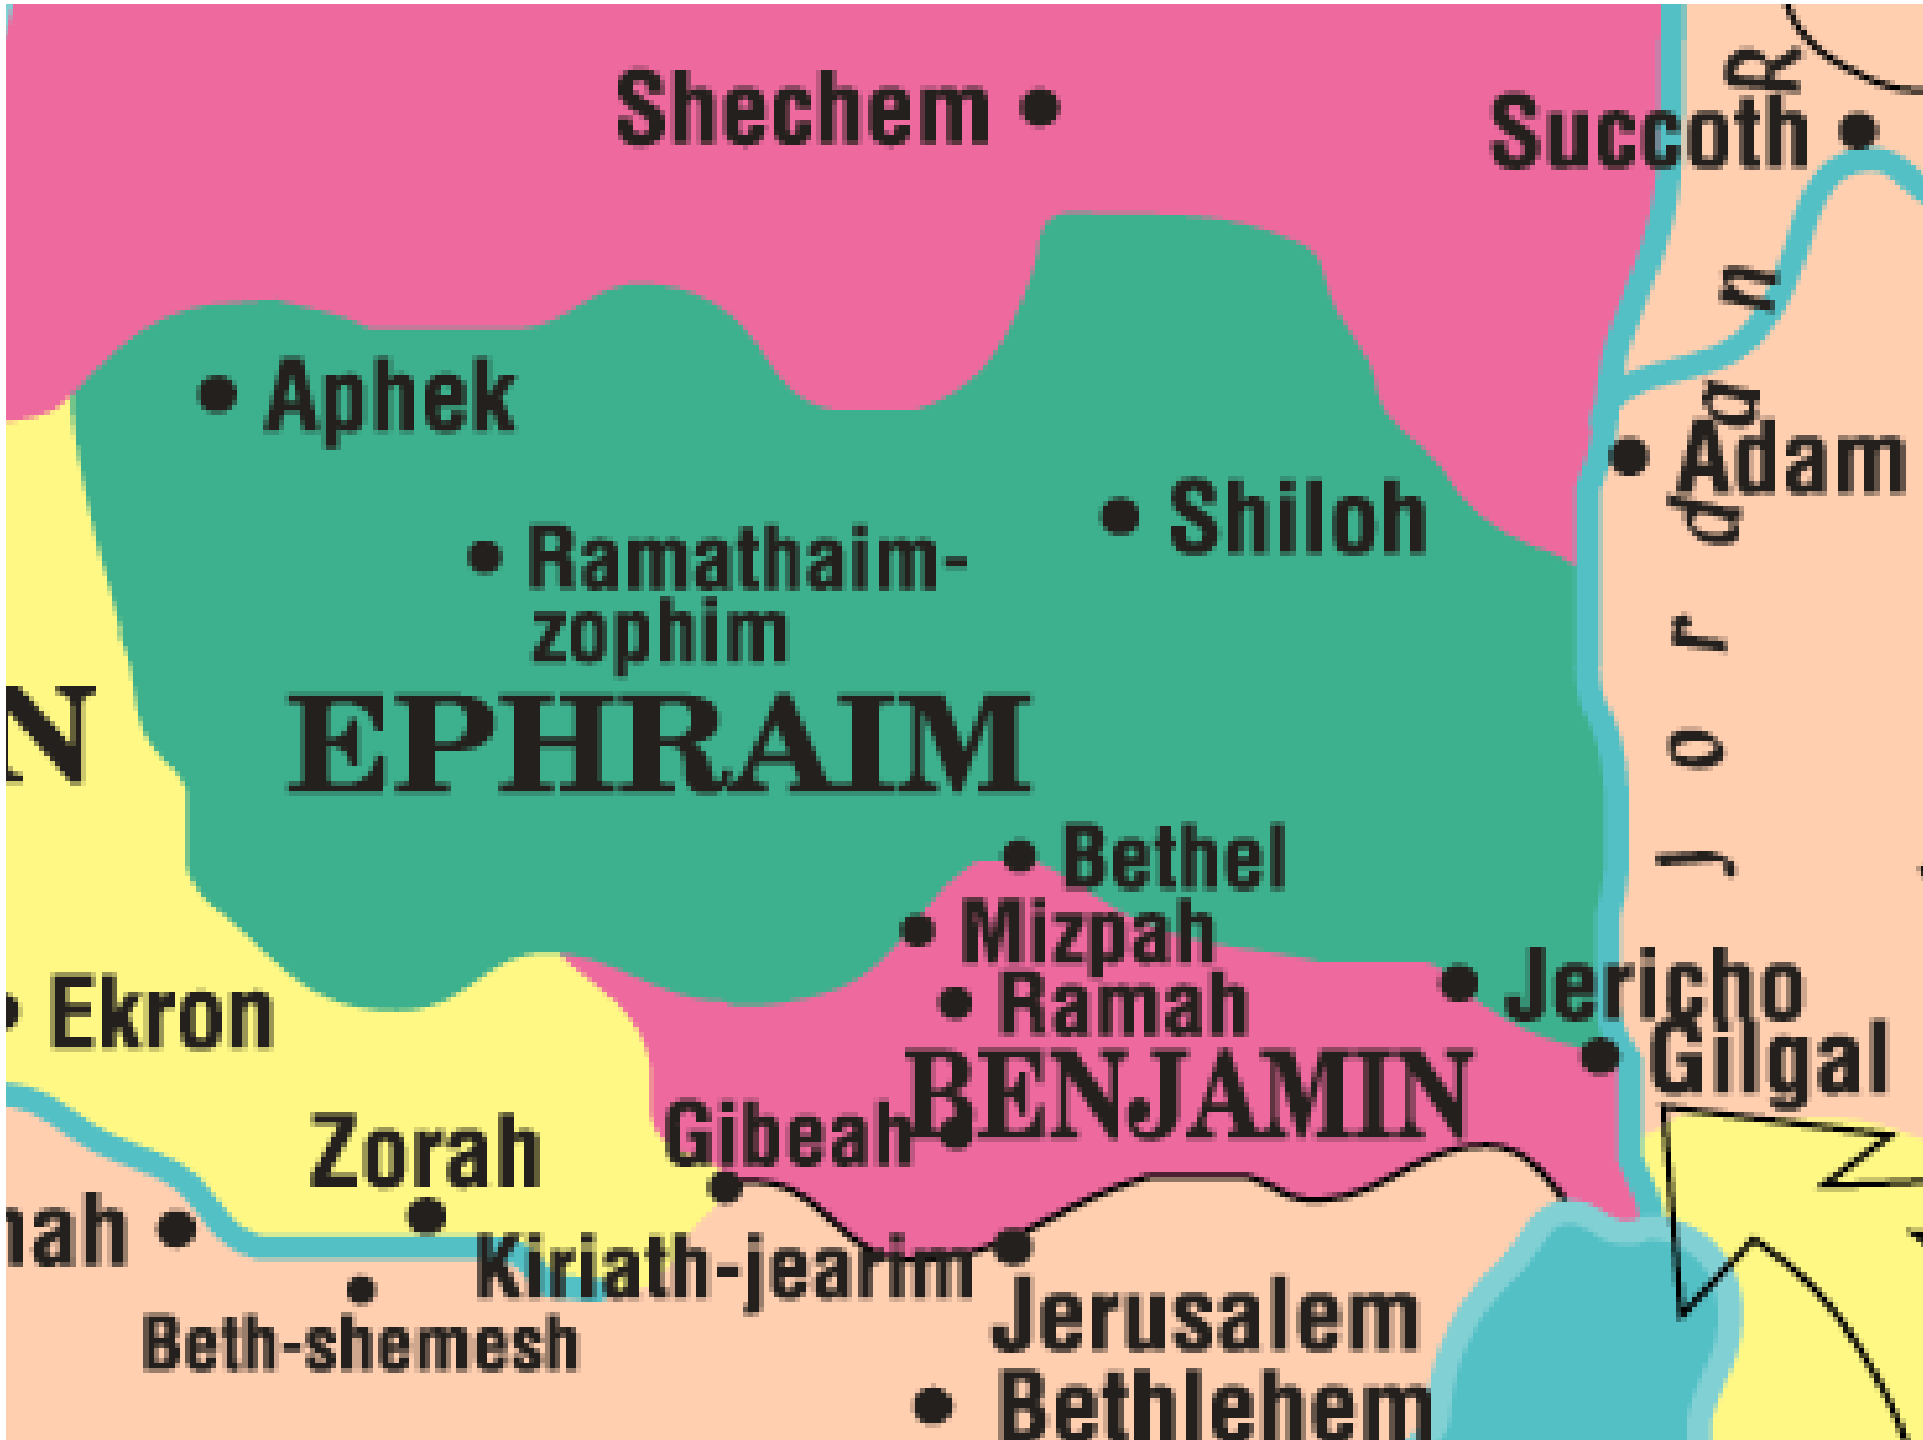 Shechem
Succoth
Jordan R
Aphek
Adam
Shiloh
Ramathaim-
zophim
N
EPHRAIM
Bethel
Mizpah
Jericho
Ekron
Ramah
Gilgal
BENJAMIN
Zorah
Gibeah
nah
Kiriath-jearim
Jerusalem
Beth-shemesh
Bethlehem